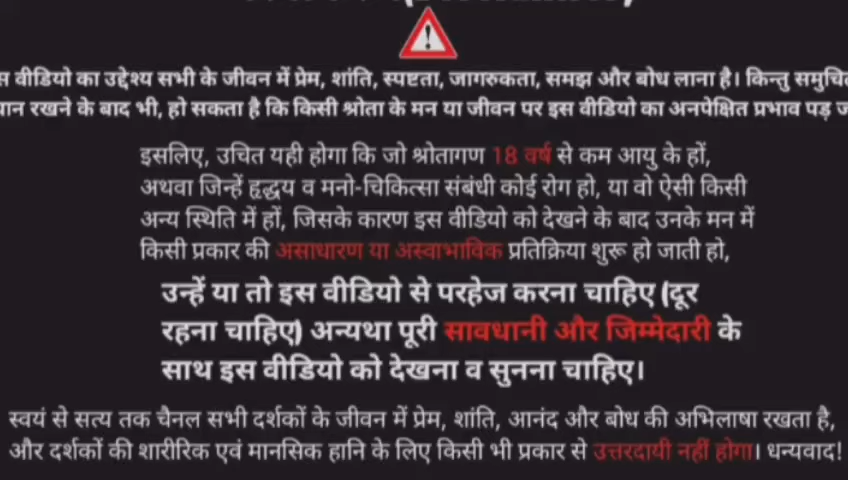 स वीडियो का उद्देश्य सभी के जीवन में प्रेम, शांति, स्पष्टता, जागरुकता, समझ और बोध लाना है। किन्तु समुचित
रखने के बाद भी, हो सकता है कि किसी श्रोता के मन या जीवन पर इस वीडियो का अनपेक्षित प्रभाव पड़
इसलिए, उचित यही होगा कि जो श्रोतागण 18 वर्ष से कम आयु के हों,
अथवा जिन्हें हृद्धय व मनो-चिकित्सा संबंधी कोई रोग हो, या वो ऐसी किसी
अन्य स्थिति में हों, जिसके कारण इस वीडियो को देखने के बाद उनके मन में
किसी प्रकार की असाधारण या अस्वाभाविक प्रतिक्रिया शुरू हो जाती हो,
उन्हें या तो इस वीडियो से परहेज करना चाहिए (दूर
रहना चाहिए) अन्यथा पूरी सावधानी और जिम्मेदारी के
साथ इस वीडियो को देखना व सुनना चाहिए।
स्वयं से सत्य तक चैनल सभी दर्शकों के जीवन में प्रेम, शांति, आनंद और बोध की अभिलाषा रखता है,
और दर्शकों की शारीरिक एवं मानसिक हानि के लिए किसी भी प्रकार से उत्तरदायी नहीं होगा। धन्यवाद!